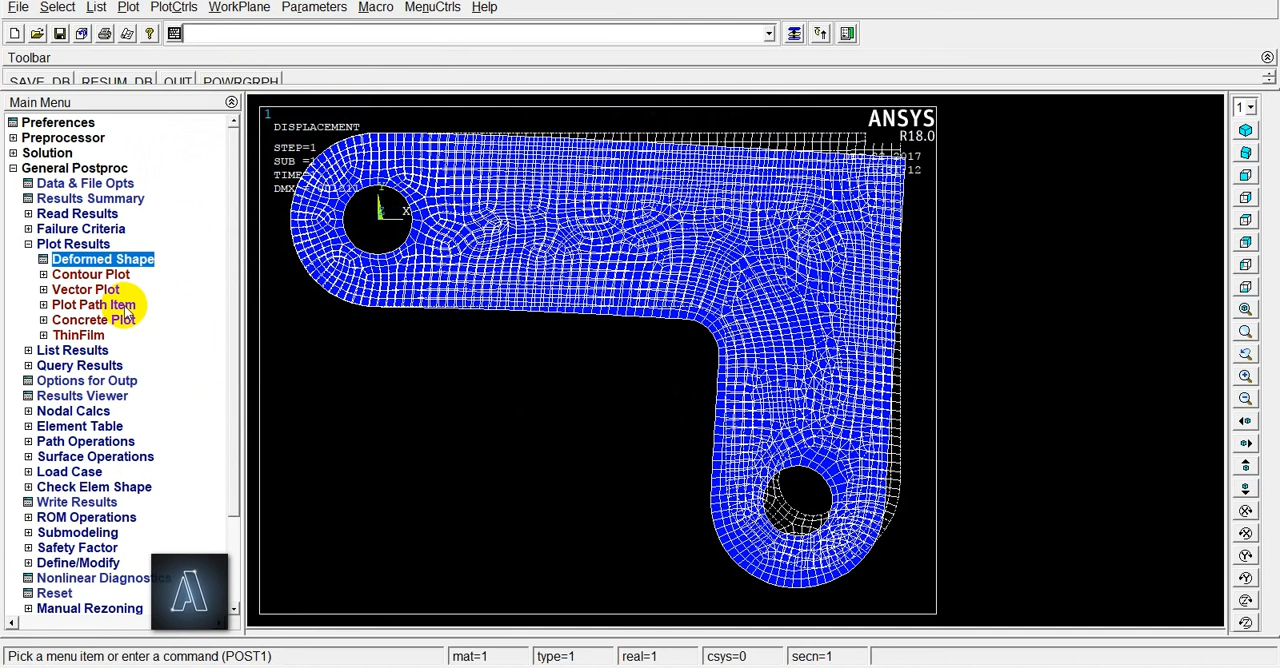 File Select List Plot PlotCtrls WorkPlane Parameters Macro MenuCtrls Help
Toolbar
SAVE_DB RESUM_DB QUIT POWRGRPH
Main Menu
Preferences
Preprocessor
Solution
General Postproc
Data & File Opts
Results Summary
Read Results
Failure Criteria
Plot Results
Deformed Shape
Contour Plot
Vector Plot
Plot Path Item
Concrete Plot
ThinFilm
List Results
Query Results
Options for Outp
Results Viewer
Nodal Calcs
Element Table
Path Operations
Surface Operations
Load Case
Check Elem Shape
Write Results
ROM Operations
Submodeling
Safety Factor
Define/Modify
Nonlinear Diagnostics
Reset
Manual Rezoning
1
DISPLACEMENT
STEP=1
SUB =1
ANSYS
R18.0
2017
Y
X
1
Pick a menu item or enter a command (POST1)
mat=1 type=1 real=1 csys=0 secn=1